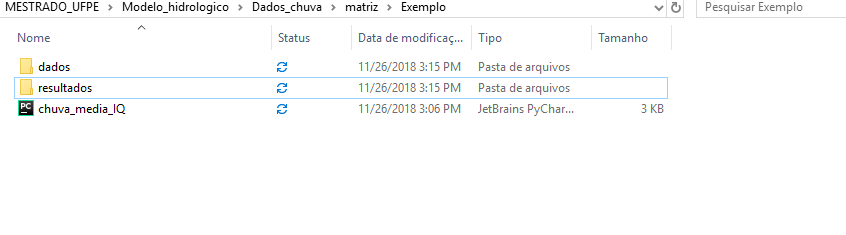 MESTRADO_UFPE > Modelo_hidrologico > Dados_chuva > matriz > Exemplo Pesquisar Exemplo
Nome Status Data de modificaç... Tipo Tamanho
dados 11/26/2018 3:15 PM Pasta de arquivos
resultados 11/26/2018 3:15 PM Pasta de arquivos
PC chuva_media_IQ 11/26/2018 3:06 PM JetBrains PyChar... 3 KB